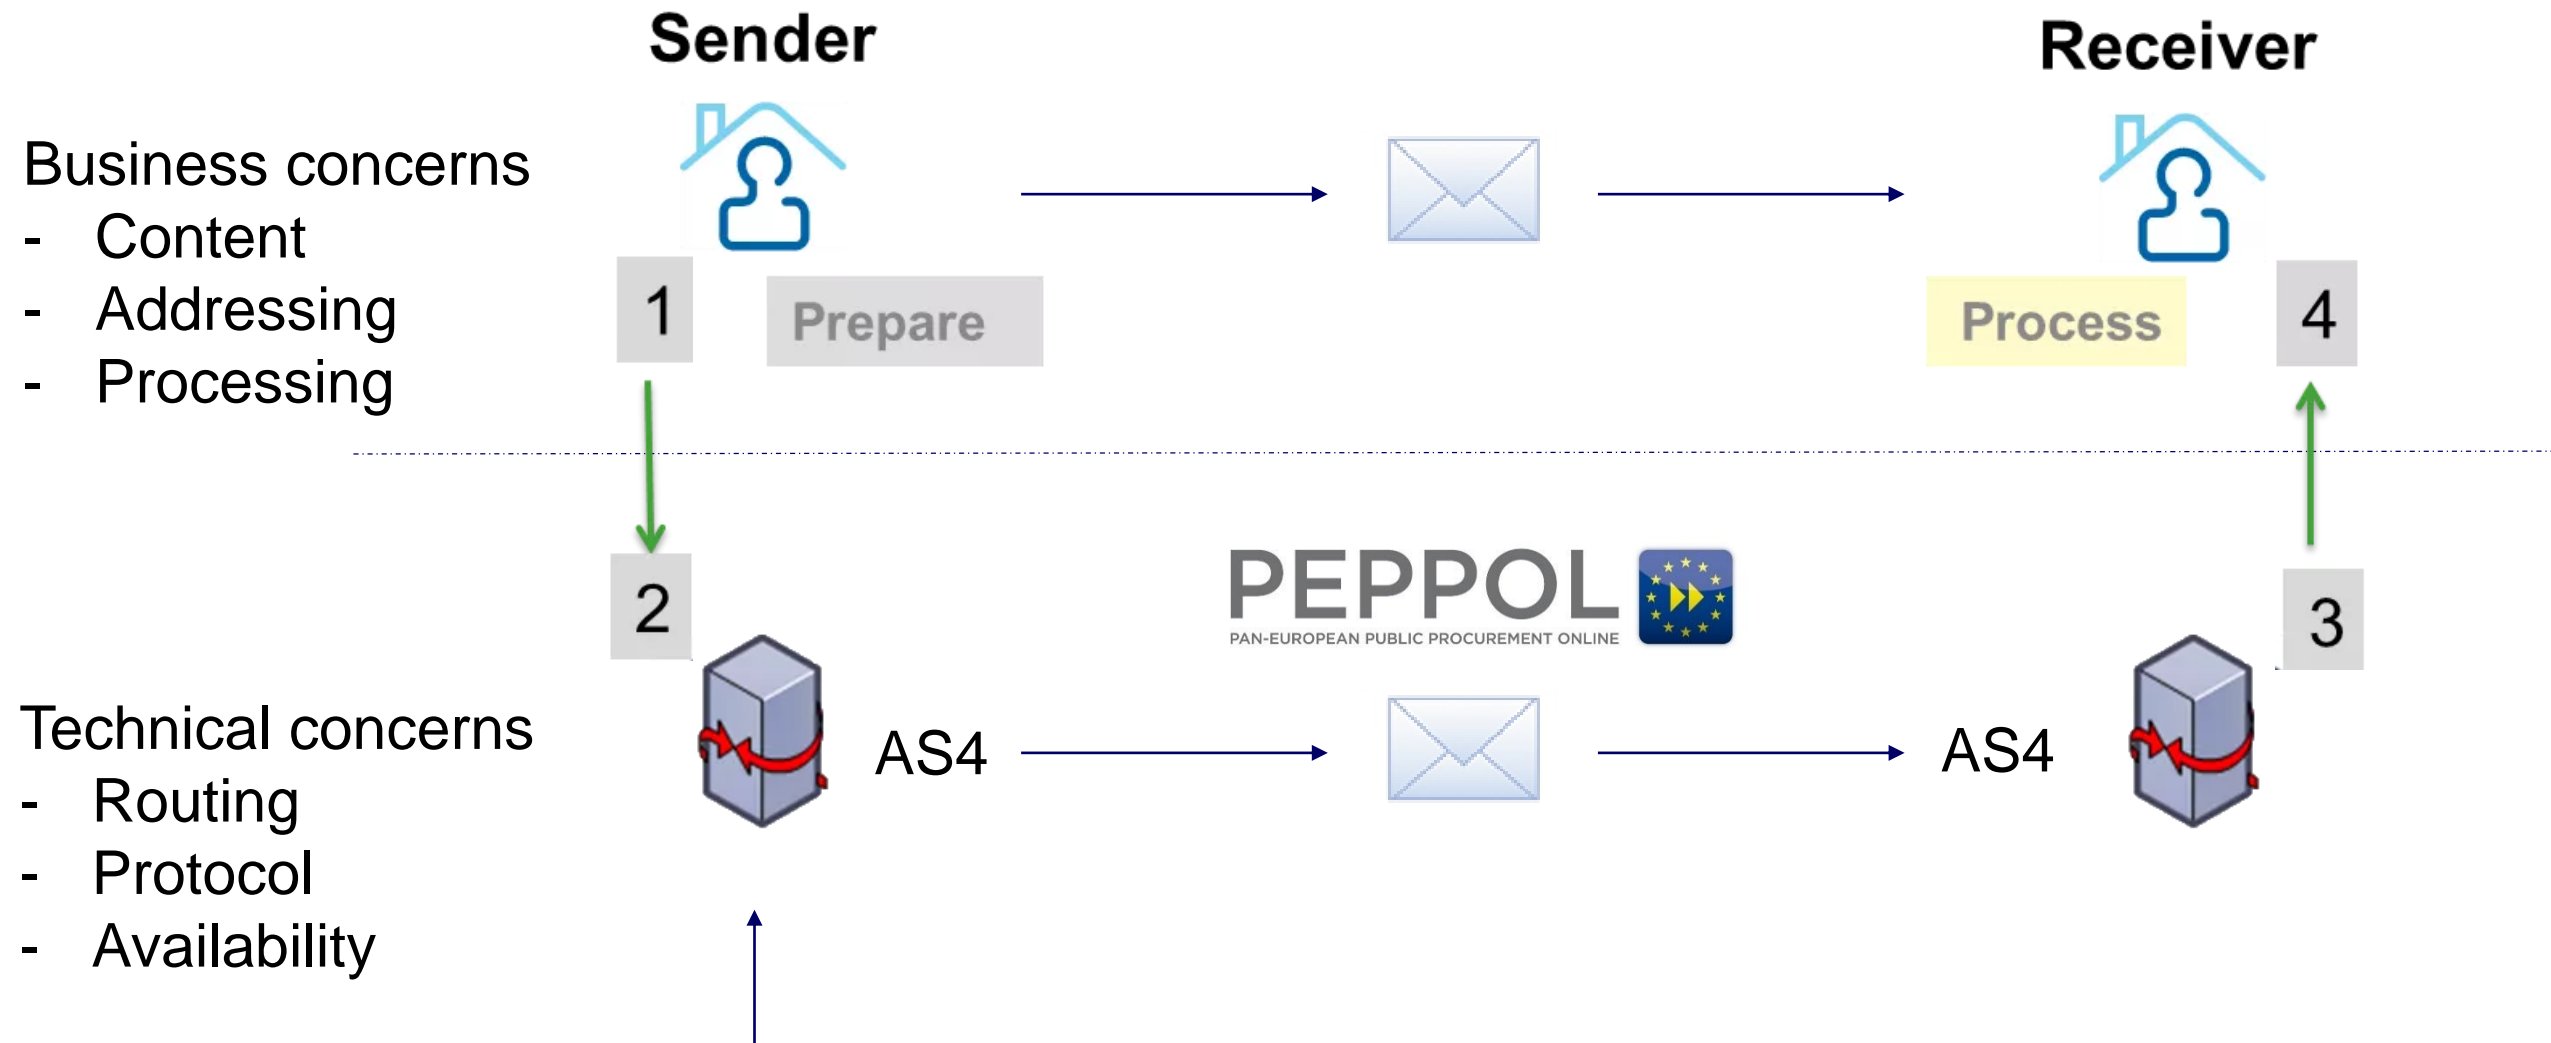 Sender
Receiver
Business concerns
- Content
- Addressing
- Processing
1
Prepare
Process
4
2
PEPPOL
PAN-EUROPEAN PUBLIC PROCUREMENT ONLINE
3
Technical concerns
- Routing
- Protocol
- Availability
AS4
AS4